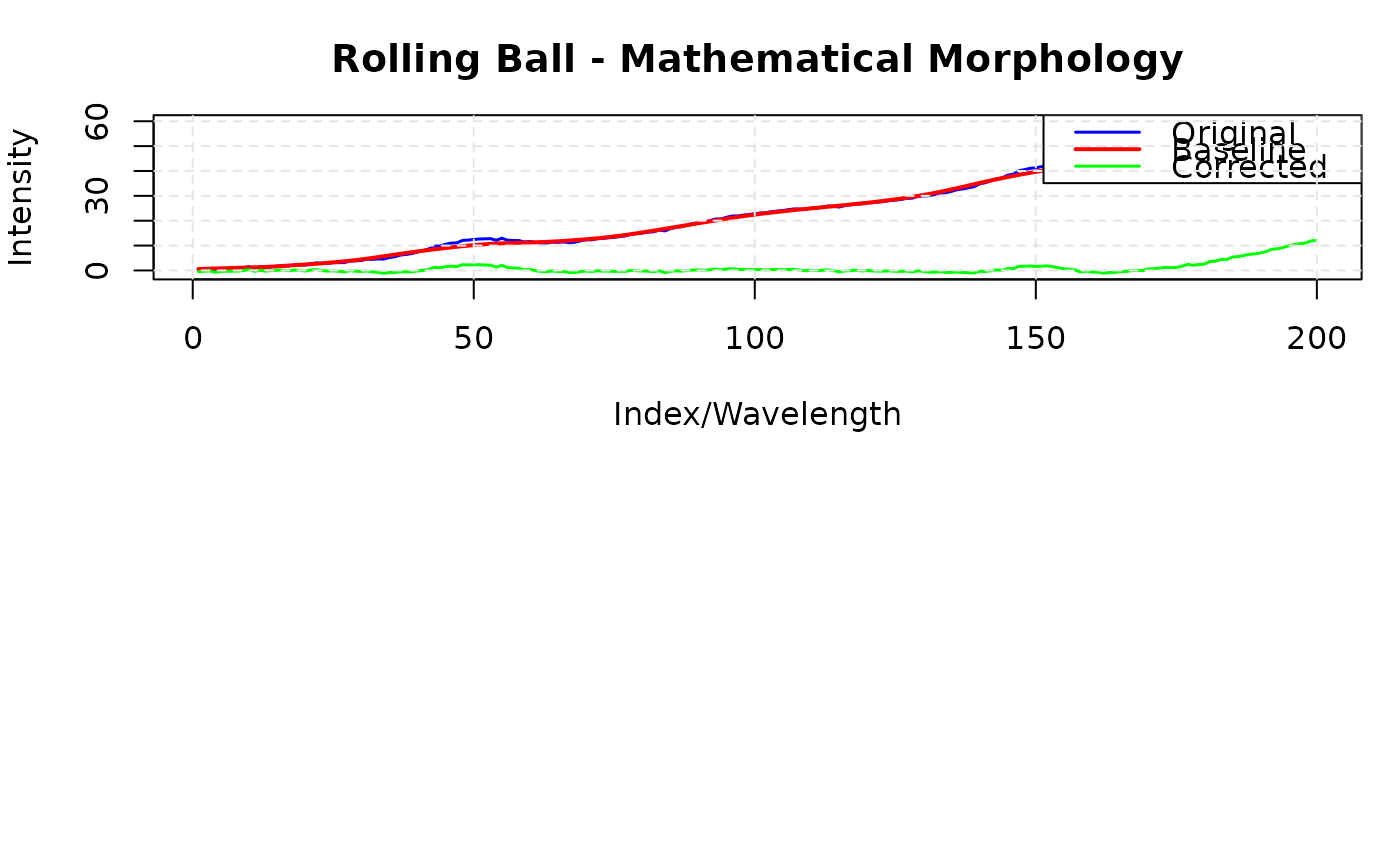 Rolling Ball - Mathematical Morphology
Intensity
60
30
0
Original
Baseline
Corrected
0 50 100 150 200
Index/Wavelength